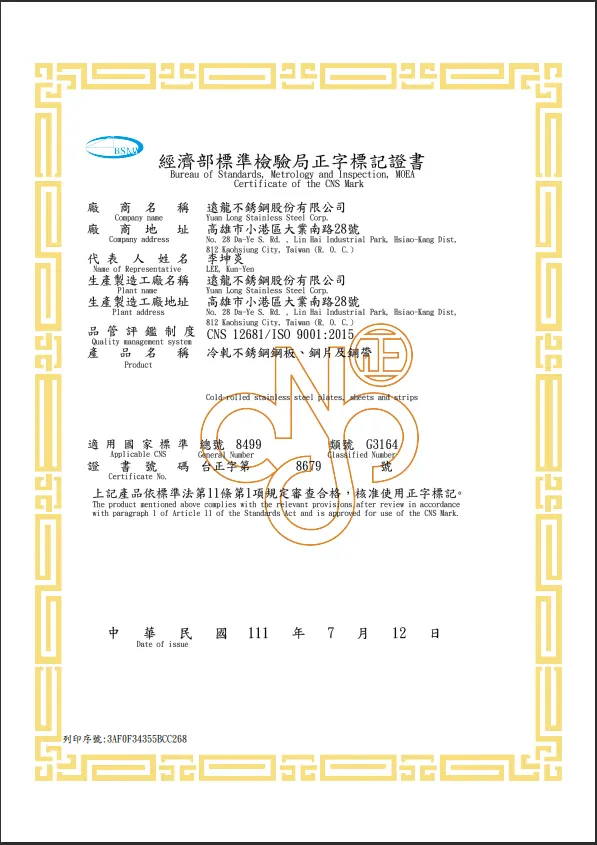 BSMI
經濟部標準檢驗局正字標記證書
Bureau of Standards, Metrology and Inspection, MOEA
Certificate of the CNS Mark
廠商名稱 遠龍不銹鋼股份有限公司
Company name Yuan Long Stainless Steel Corp.
廠商地址 高雄市小港區大業南路28號
Company address No. 28 Da-Ye S. Rd. , Lin Hai Industrial Park, Hsiao-Kang Dist,
812 Kaohsiung City, Taiwan (R. O. C.)
代表人姓名 李坤炎
Name of Representative LEE, Kun-Yen
生產製造工廠名稱 遠龍不銹鋼股份有限公司
Plant name Yuan Long Stainless Steel Corp.
生產製造工廠地址 高雄市小港區大業南路28號
Plant address No. 28 Da-Ye S. Rd. , Lin Hai Industrial Park, Hsiao-Kang Dist,
812 Kaohsiung City, Taiwan (R. O. C.)
品管評鑑制度 CNS 12681/ISO 9001:2015
Quality management system
產品名稱 冷軋不銹鋼鋼板、鋼片及鋼帶
Product
正
Cold-rolled stainless steel plates, sheets and strips
適用國家標準 總號 8499 類號 G3164
Applicable CNS General Number Classified Number
證書號碼 台正字第 8679 號
Certificate No.
上記產品依標準法第11條第1項規定審查合格，核准使用正字標記。
The product mentioned above complies with the relevant provisions after review in accordance
with paragraph 1 of Article 11 of the Standards Act and is approved for use of the CNS Mark.
中華民國 111 年 7 月 12 日
Date of issue
列印序號:3AF0F34355BCC268